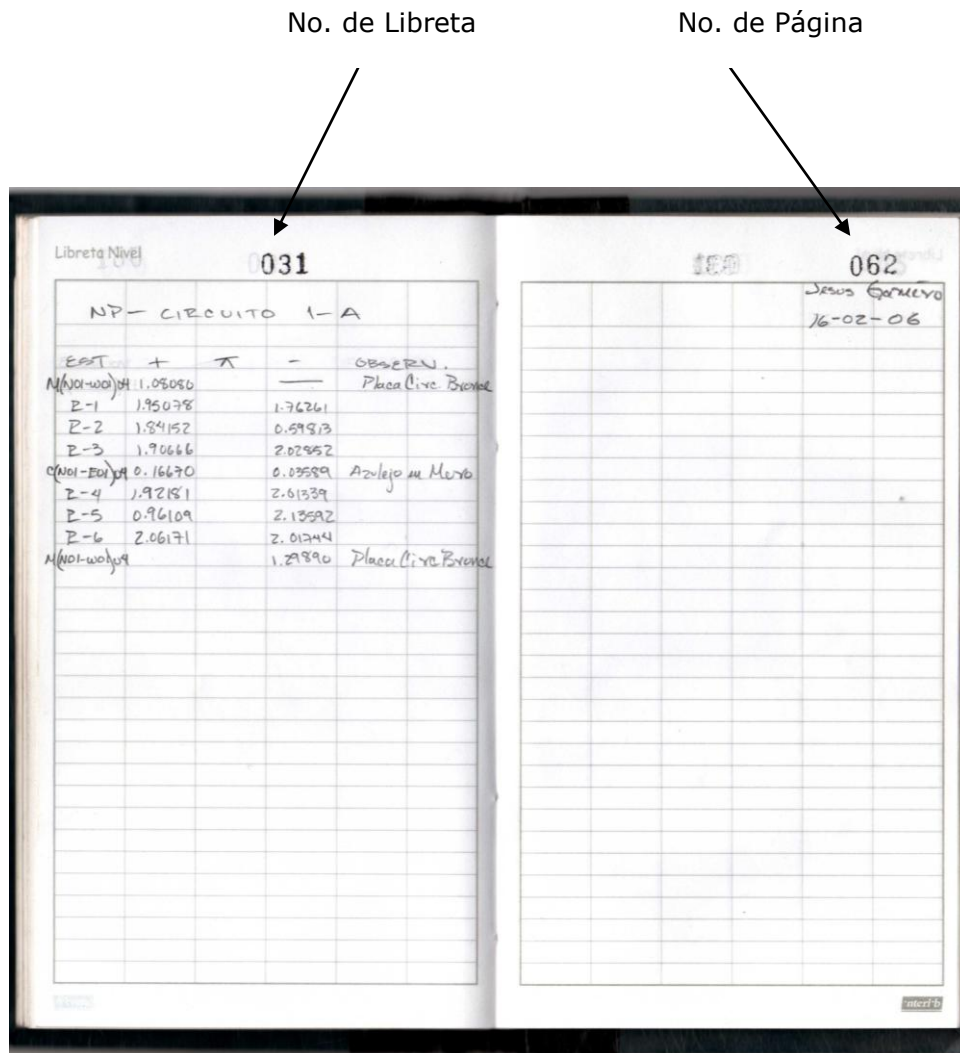 No. de Libreta No. de Página
Libreta Nivel 031 062
Jesus
NP- CIRCUITO 1-A 16-02-06
EST + ⊼ - OBSERV.
M(N01-W01)04 1.08080 — Placa Circ Bronce
R-1 1.95078 1.76261
R-2 1.84152 0.59813
R-3 1.90666 2.02852
C(N01-E01)04 0.16670 0.03589 Azulejo en Muro
R-4 1.92181 2.01339
R-5 0.96109 2.13592
R-6 2.06171 2.01744
M(N01-W01)04 1.29890 Placa Circ Bronce